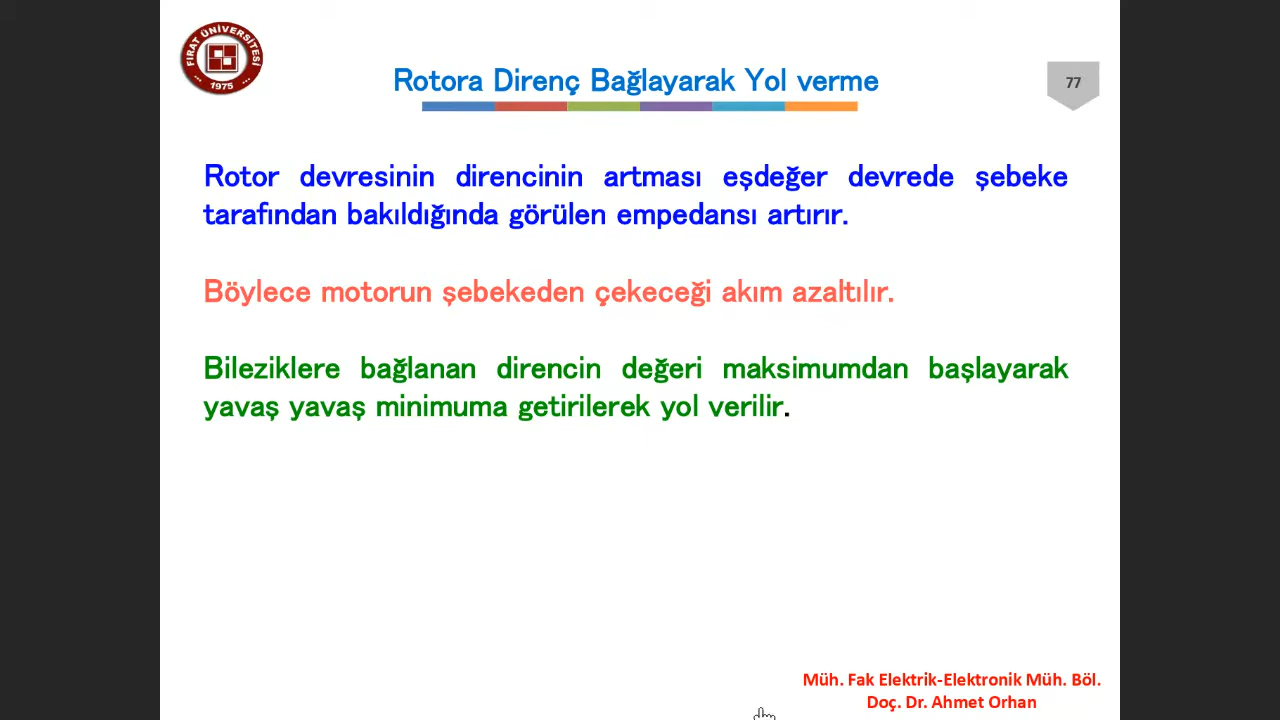 FIRAT ÜNİVERSİTESİ
1975
Rotora Direnç Bağlayarak Yol verme
77
Rotor devresinin direncinin artması eşdeğer devrede şebeke
tarafından bakıldığında görülen empedansı artırır.
Böylece motorun şebekeden çekeceği akım azaltılır.
Bileziklere bağlanan direncin değeri maksimumdan başlayarak
yavaş yavaş minimuma getirilerek yol verilir.
Müh. Fak Elektrik-Elektronik Müh. Böl.
Doç. Dr. Ahmet Orhan